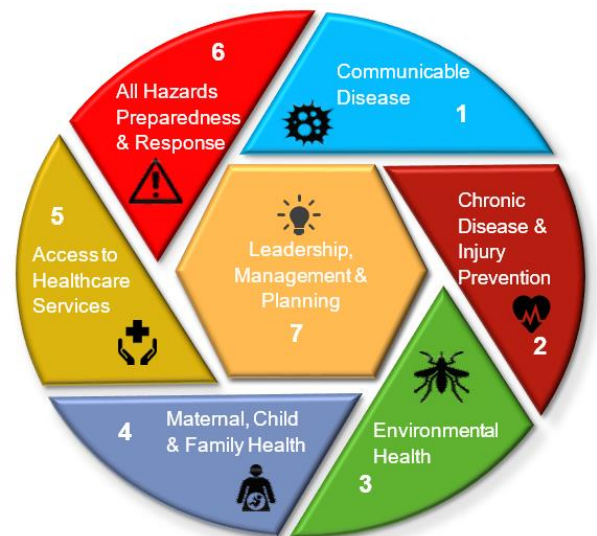 6
All Hazards
Preparedness
& Response
Communicable
Disease
1
Chronic
Disease &
Injury
Prevention
2
Environmental
Health
3
4
Maternal, Child
& Family Health
5
Access to
Healthcare
Services
Leadership,
Management &
Planning
7